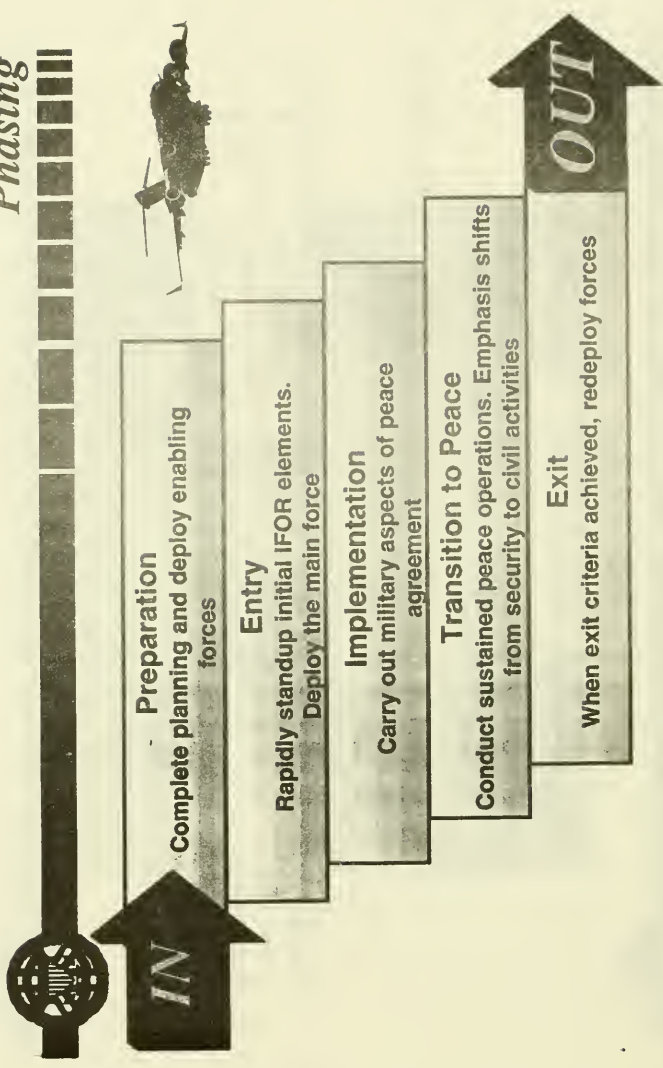 Phasing
IN
Preparation
Complete planning and deploy enabling
forces
Entry
Rapidly standup initial IFOR elements.
Deploy the main force
Implementation
Carry out military aspects of peace
agreement
Transition to Peace
Conduct sustained peace operations. Emphasis shifts
from security to civil activities
Exit
When exit criteria achieved, redeploy forces
OUT